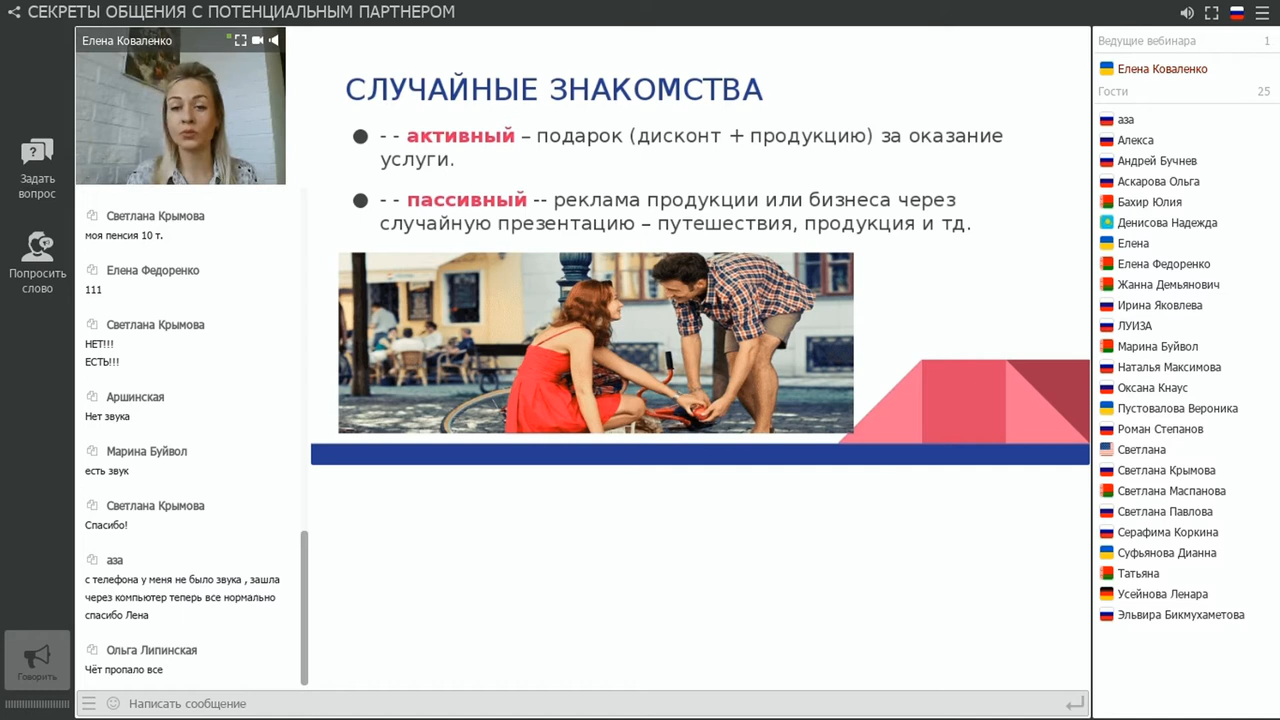 СЕКРЕТЫ ОБЩЕНИЯ С ПОТЕНЦИАЛЬНЫМ ПАРТНЕРОМ
Задать
вопрос
Попросить
слово
Говорить
Елена Коваленко
Светлана Крымова
моя пенсия 10 т.
Елена Федоренко
111
Светлана Крымова
НЕТ!!!
ЕСТЬ!!!
Аршинская
Нет звука
Марина Буйвол
есть звук
Светлана Крымова
Спасибо!
аза
с телефона у меня не было звука , зашла
через компьютер теперь все нормально
спасибо Лена
Ольга Липинская
Чёт пропало все
Написать сообщение
СЛУЧАЙНЫЕ ЗНАКОМСТВА
● - - активный – подарок (дисконт + продукцию) за оказание
услуги.
● - - пассивный -- реклама продукции или бизнеса через
случайную презентацию – путешествия, продукция и тд.
Ведущие вебинара 1
Елена Коваленко
Гости 25
аза
Алекса
Андрей Бучнев
Аскарова Ольга
Бахир Юлия
Денисова Надежда
Елена
Елена Федоренко
Жанна Демьянович
Ирина Яковлева
ЛУИЗА
Марина Буйвол
Наталья Максимова
Оксана Кнаус
Пустовалова Вероника
Роман Степанов
Светлана
Светлана Крымова
Светлана Маспанова
Светлана Павлова
Серафима Коркина
Суфьянова Дианна
Татьяна
Усейнова Ленара
Эльвира Бикмухаметова